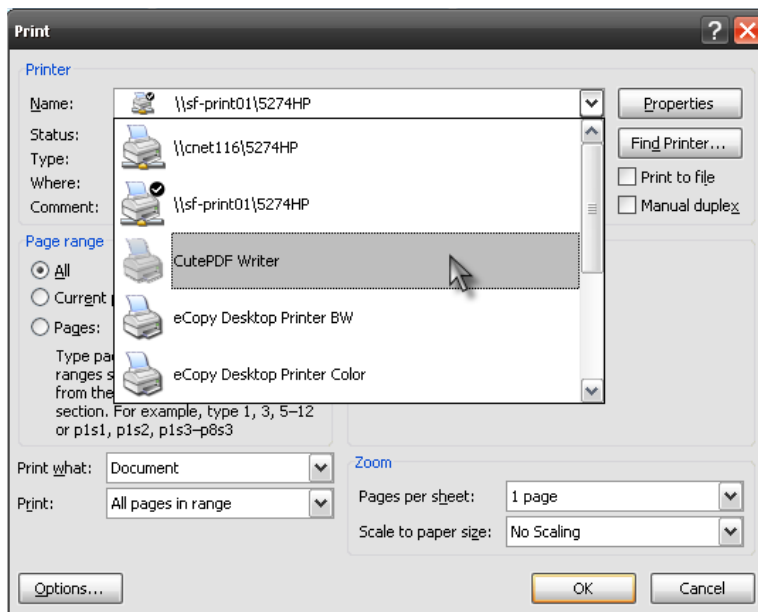 Print
Printer
Name:
\\sf-print01\5274HP
Properties
Status:
\\cnet116\5274HP
Find Printer...
Type:
Where:
Print to file
Comment:
\\sf-print01\5274HP
Manual duplex
Page range
CutePDF Writer
All
Current
Pages:
eCopy Desktop Printer BW
Type
ranges
eCopy Desktop Printer Color
from the
section. For example, type 1, 3, 5–12
or p1s1, p1s2, p1s3–p8s3
Print what:
Document
Print:
All pages in range
Zoom
Pages per sheet:
1 page
Scale to paper size:
No Scaling
Options...
OK
Cancel